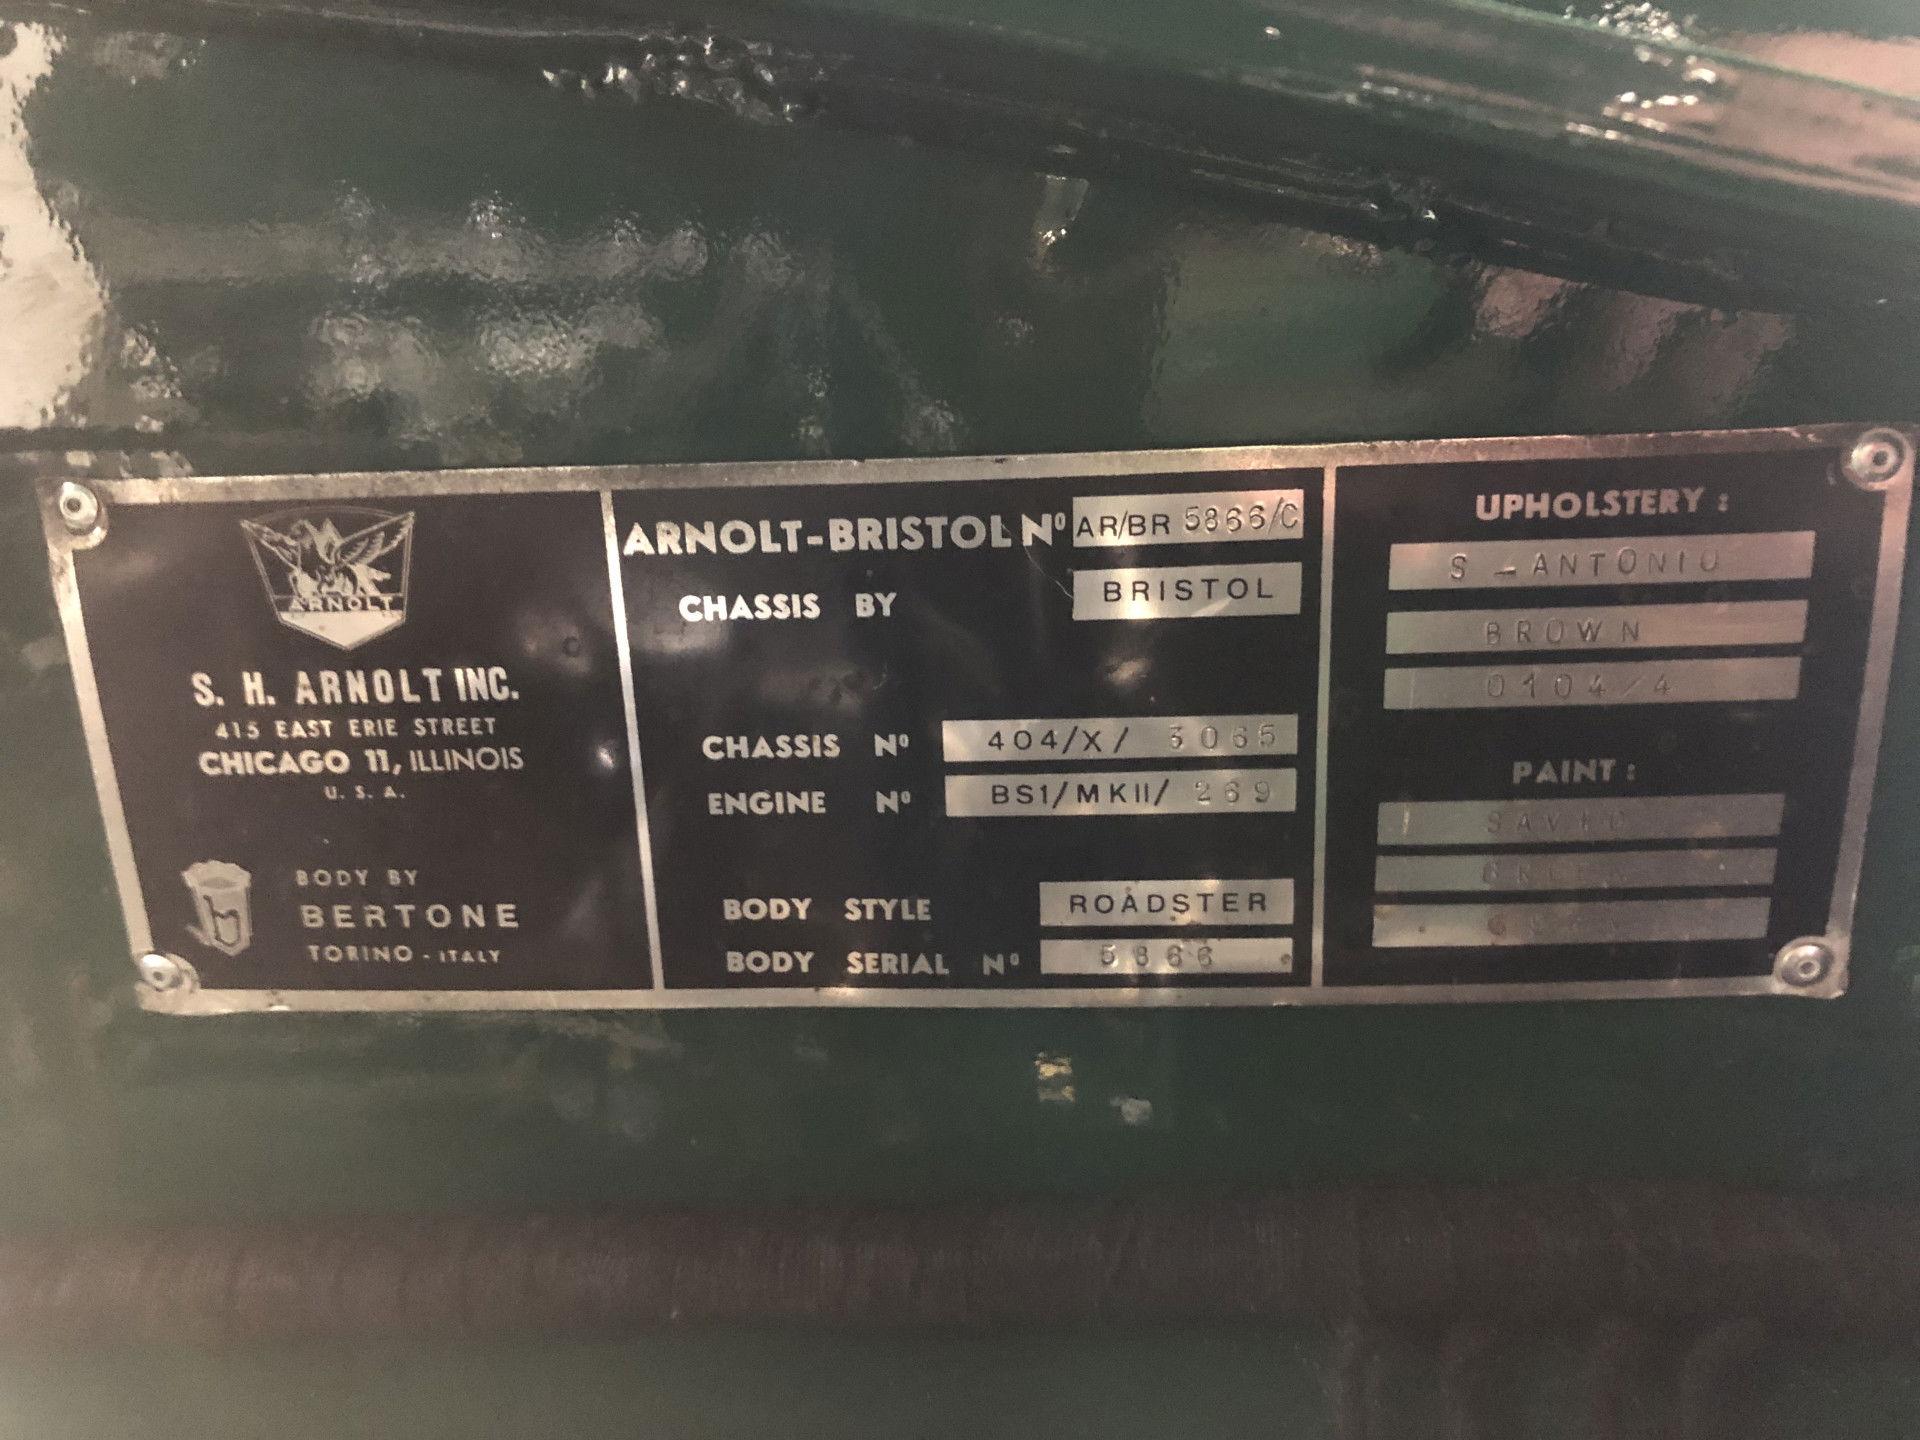 ARNOLT
S. H. ARNOLT INC.
415 EAST ERIE STREET
CHICAGO 11, ILLINOIS
U. S. A.
BODY BY
BERTONE
TORINO - ITALY
ARNOLT-BRISTOL Nº AR/BR 5866/C
CHASSIS BY BRISTOL
CHASSIS Nº 404/X/ 3065
ENGINE Nº BS1/MKII/ 269
BODY STYLE ROADSTER
BODY SERIAL Nº 5866
UPHOLSTERY :
S - ANTONIO
BROWN
0104/4
PAINT :